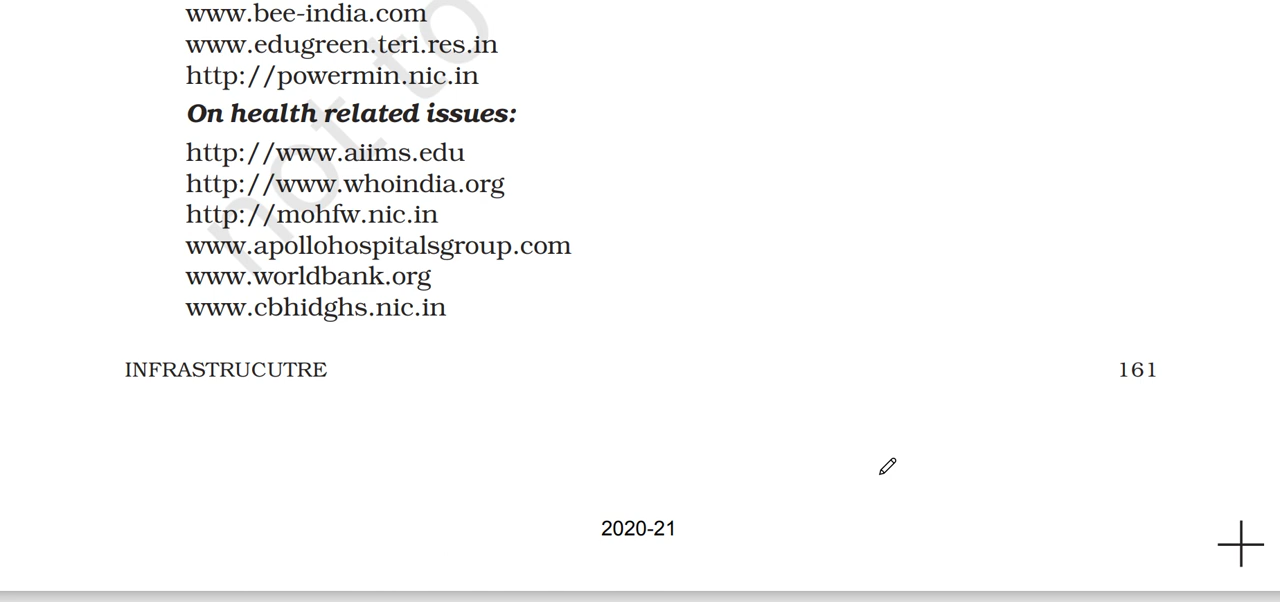 www.bee-india.com
www.edugreen.teri.res.in
http://powermin.nic.in
On health related issues:
http://www.aiims.edu
http://www.whoindia.org
http://mohfw.nic.in
www.apollohospitalsgroup.com
www.worldbank.org
www.cbhidghs.nic.in
not to
INFRASTRUCUTRE 161
2020-21